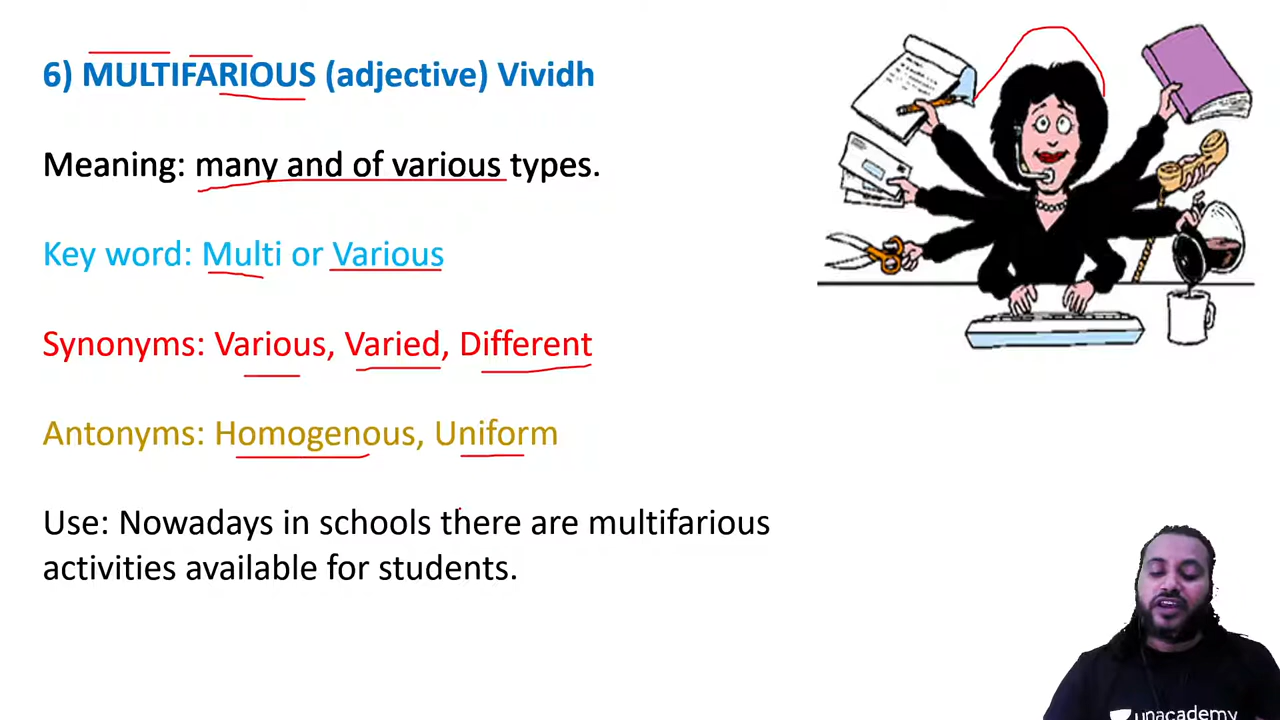 6) MULTIFARIOUS (adjective) Vividh
Meaning: many and of various types.
Key word: Multi or Various
Synonyms: Various, Varied, Different
Antonyms: Homogenous, Uniform
Use: Nowadays in schools there are multifarious
activities available for students.
unacademy